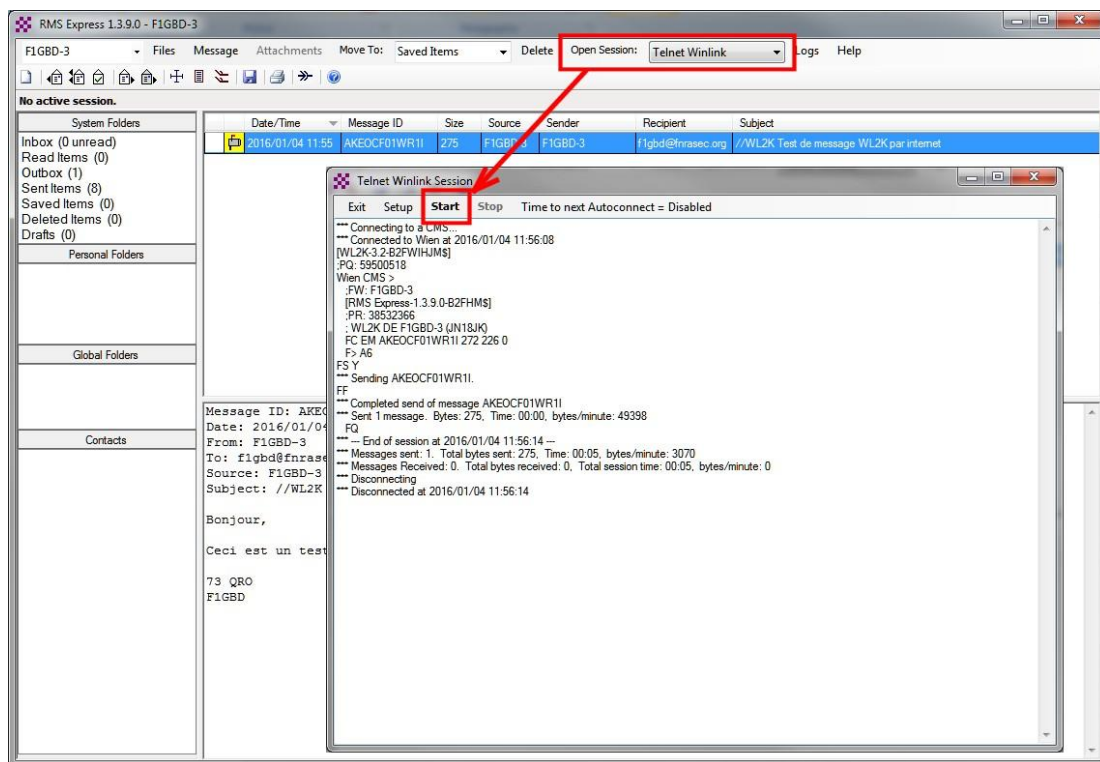 RMS Express 1.3.9.0 - F1GBD-3
F1GBD-3 Files Message Attachments Move To: Saved Items Delete Open Session: Telnet Winlink Logs Help
No active session.
System Folders
Inbox (0 unread)
Read Items (0)
Outbox (1)
Sent Items (8)
Saved Items (0)
Deleted Items (0)
Drafts (0)
Personal Folders
Global Folders
Contacts
Date/Time Message ID Size Source Sender Recipient Subject
2016/01/04 11:55 AKEOCF01WR1I 275 F1GBD-3 F1GBD-3 f1gbd@fnrasec.org //WL2K Test de message WL2K par internet
Message ID: AKEO
Date: 2016/01/04
From: F1GBD-3
To: f1gbd@fnrase
Source: F1GBD-3
Subject: //WL2K
Bonjour,
Ceci est un test
73 QRO
F1GBD
Telnet Winlink Session
Exit Setup Start Stop Time to next Autoconnect = Disabled
*** Connecting to a CMS...
*** Connected to Wien at 2016/01/04 11:56:08
[WL2K-3.2-B2FWIHJM$]
;PQ: 59500518
Wien CMS >
;FW: F1GBD-3
[RMS Express-1.3.9.0-B2FHM$]
;PR: 38532366
; WL2K DE F1GBD-3 (JN18JK)
FC EM AKEOCF01WR1I 272 226 0
F> A6
FS Y
*** Sending AKEOCF01WR1I.
FF
*** Completed send of message AKEOCF01WR1I
*** Sent 1 message. Bytes: 275, Time: 00:00, bytes/minute: 49398
FQ
*** --- End of session at 2016/01/04 11:56:14 ---
*** Messages sent: 1. Total bytes sent: 275, Time: 00:05, bytes/minute: 3070
*** Messages Received: 0. Total bytes received: 0, Total session time: 00:05, bytes/minute: 0
*** Disconnecting
*** Disconnected at 2016/01/04 11:56:14